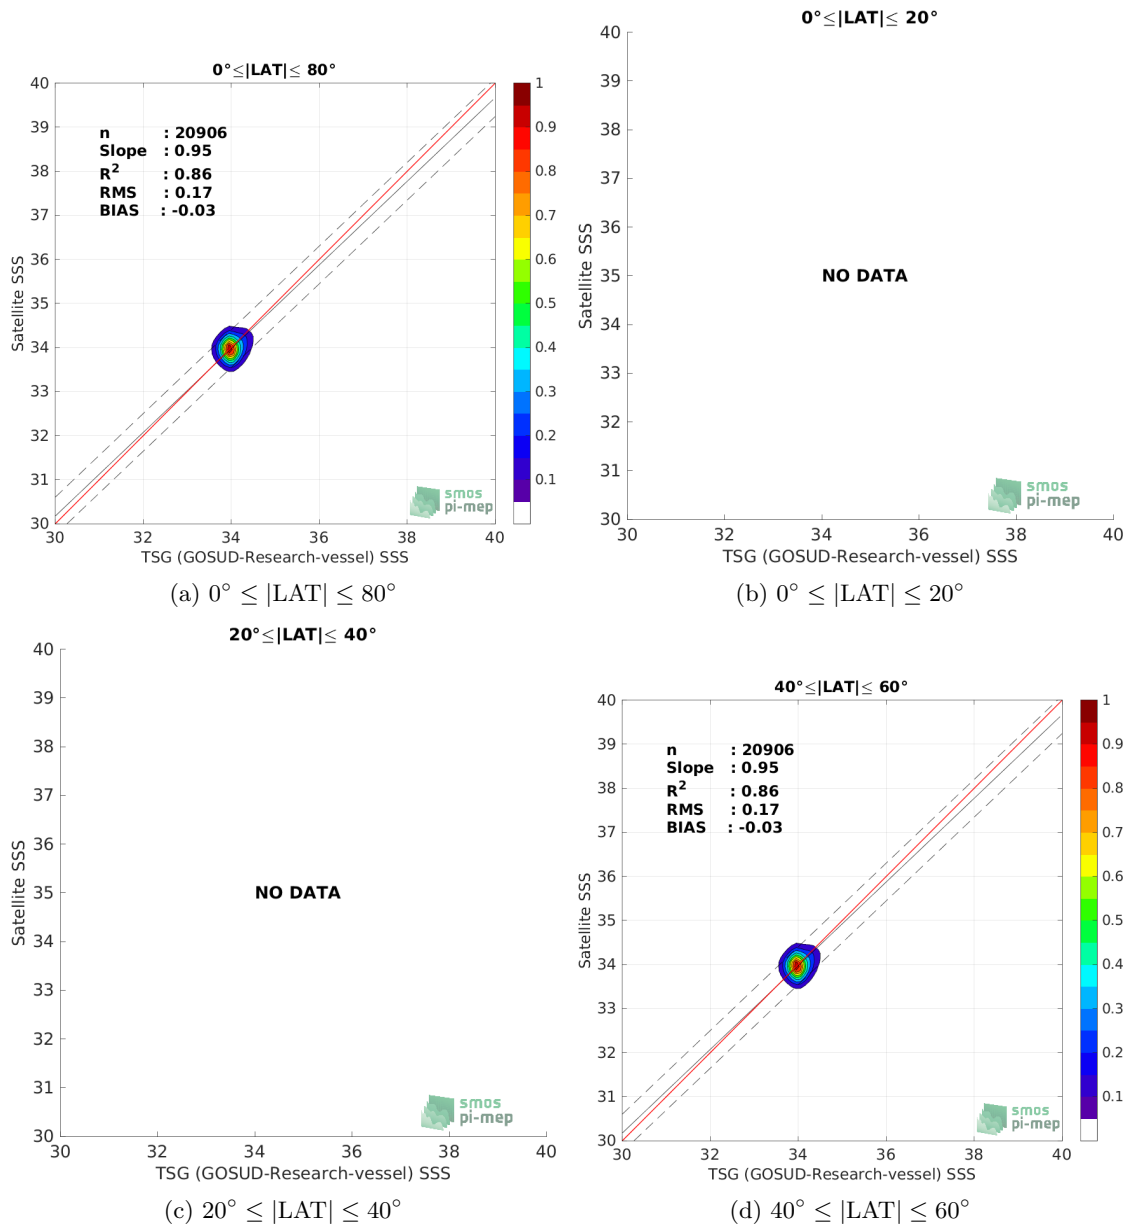 0°≤|LAT|≤ 80°
40
39
38
37
36
35
34
33
32
31
30
Satellite SSS
n : 20906
Slope : 0.95
R2 : 0.86
RMS : 0.17
BIAS : -0.03
smos
pi-mep
30 32 34 36 38 40
TSG (GOSUD-Research-vessel) SSS
1
0.9
0.8
0.7
0.6
0.5
0.4
0.3
0.2
0.1
(a) 0° ≤ |LAT| ≤ 80°
0°≤|LAT|≤ 20°
40
39
38
37
36
35
34
33
32
31
30
Satellite SSS
NO DATA
smos
pi-mep
30 32 34 36 38 40
TSG (GOSUD-Research-vessel) SSS
(b) 0° ≤ |LAT| ≤ 20°
20°≤|LAT|≤ 40°
40
39
38
37
36
35
34
33
32
31
30
Satellite SSS
NO DATA
smos
pi-mep
30 32 34 36 38 40
TSG (GOSUD-Research-vessel) SSS
(c) 20° ≤ |LAT| ≤ 40°
40°≤|LAT|≤ 60°
40
39
38
37
36
35
34
33
32
31
30
Satellite SSS
n : 20906
Slope : 0.95
R2 : 0.86
RMS : 0.17
BIAS : -0.03
smos
pi-mep
30 32 34 36 38 40
TSG (GOSUD-Research-vessel) SSS
1
0.9
0.8
0.7
0.6
0.5
0.4
0.3
0.2
0.1
(d) 40° ≤ |LAT| ≤ 60°